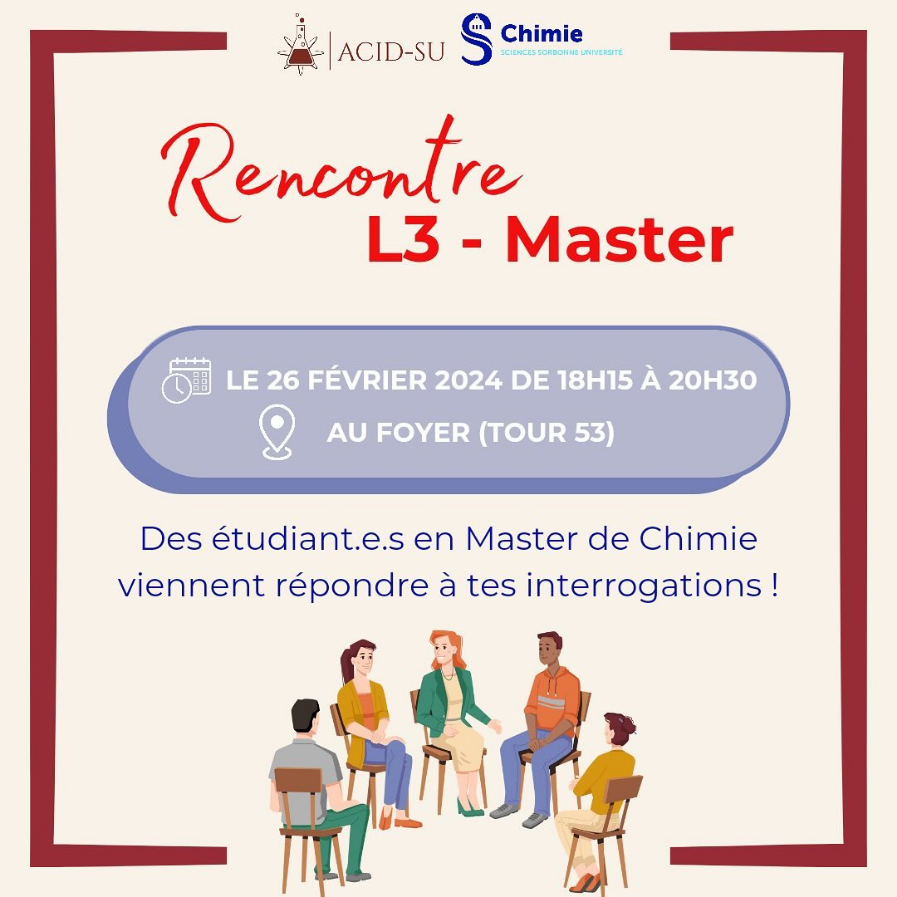 ACID-SU
Chimie
SCIENCES SORBONNE UNIVERSITÉ
Rencontre
L3 - Master
LE 26 FÉVRIER 2024 DE 18H15 À 20H30
AU FOYER (TOUR 53)
Des étudiant.e.s en Master de Chimie
viennent répondre à tes interrogations !